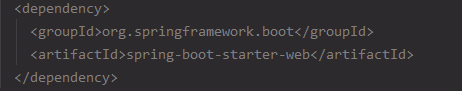 <dependency>
<groupId>org.springframework.boot</groupId>
<artifactId>spring-boot-starter-web</artifactId>
</dependency>